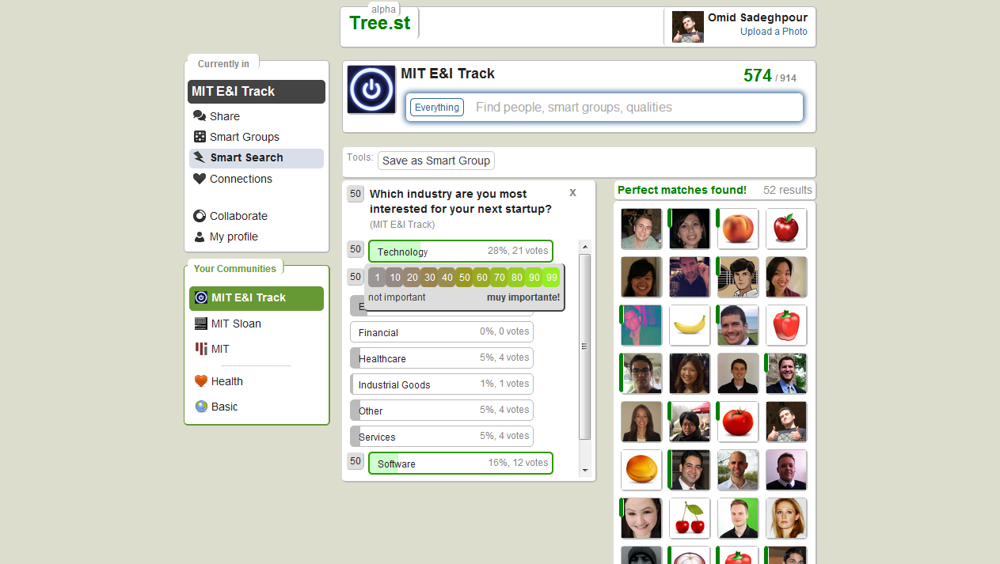 alpha
Tree.st
Omid Sadeghpour
Upload a Photo
Currently in
MIT E&I Track
Share
Smart Groups
Smart Search
Connections
Collaborate
My profile
Your Communities
MIT E&I Track
MIT Sloan
MIT
Health
Basic
MIT E&I Track
574 / 914
Everything Find people, smart groups, qualities
Tools: Save as Smart Group
50 Which industry are you most
interested for your next startup? x
(MIT E&I Track)
50 Technology 28%, 21 votes
50 1 10 20 30 40 50 60 70 80 90 99
not important muy importante!
E
Financial 0%, 0 votes
Healthcare 5%, 4 votes
Industrial Goods 1%, 1 votes
Other 5%, 4 votes
Services 5%, 4 votes
50 Software 16%, 12 votes
Perfect matches found! 52 results